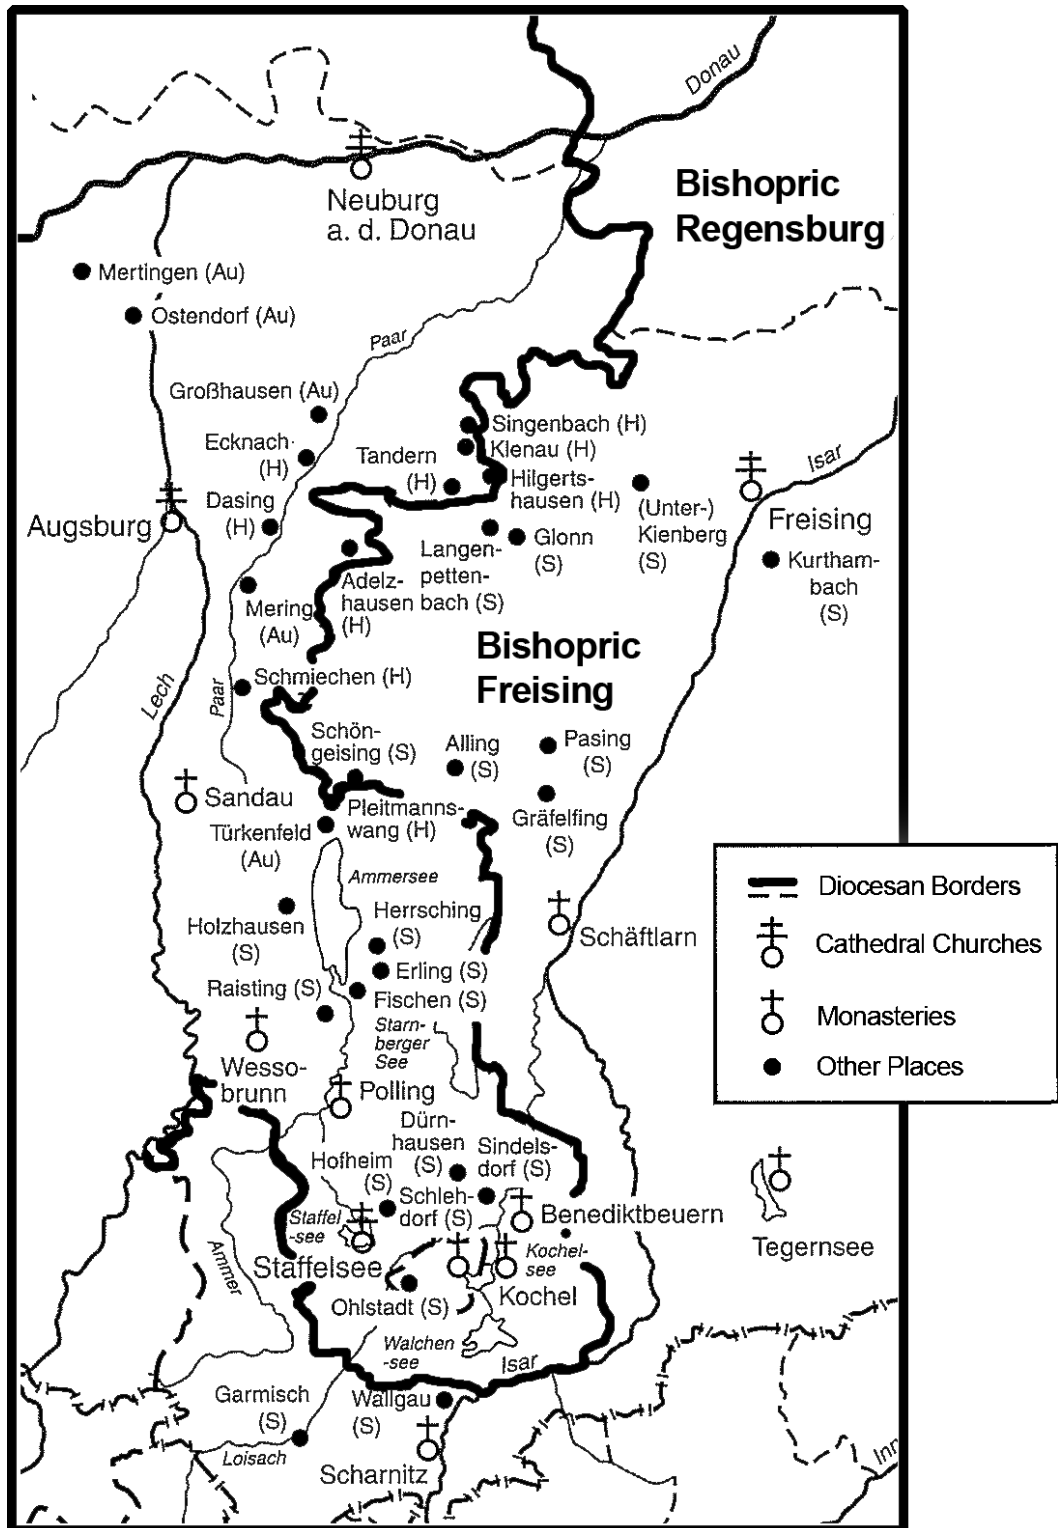 Donau
Neuburg
a. d. Donau
Bishopric
Regensburg
Mertingen (Au)
Ostendorf (Au)
Paar
Großhausen (Au)
Ecknach
(H)
Singenbach (H)
Klenau (H)
Tandern
(H)
Hilgerts-
hausen (H)
Isar
Augsburg
Dasing
(H)
Freising
(Unter-)
Kienberg
(S)
Glonn
(S)
Langen-
petten-
bach (S)
Adelz-
hausen
(H)
Kurtham-
bach
(S)
Mering
(Au)
Bishopric
Freising
Schmiechen (H)
Lech
Paar
Schön-
geising (S)
Alling
(S)
Pasing
(S)
Sandau
Pleitmanns-
wang (H)
Gräfelfing
(S)
Türkenfeld
(Au)
Ammersee
Diocesan Borders
Cathedral Churches
Monasteries
Other Places
Holzhausen
(S)
Herrsching
(S)
Schäftlarn
Erling (S)
Raisting (S)
Fischen (S)
Starn-
berger
See
Wesso-
brunn
Polling
Dürn-
hausen
(S)
Sindels-
dorf (S)
Hofheim
(S)
Schleh-
dorf (S)
Staffel
-see
Benediktbeuern
Tegernsee
Staffelsee
Kochel-
see
Kochel
Ammer
Ohlstadt (S)
Walchen
-see
Isar
Garmisch
(S)
Wallgau
(S)
Loisach
Scharnitz
Inn